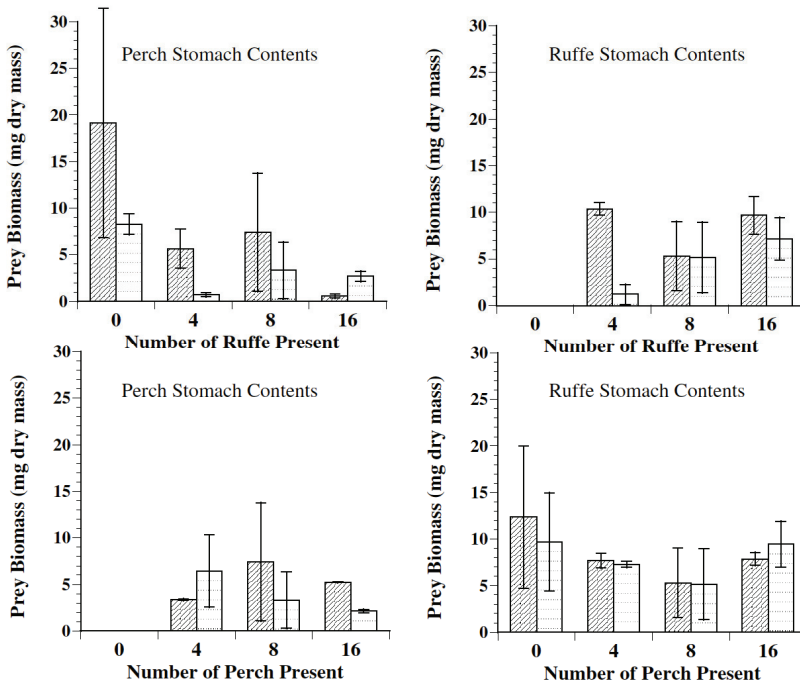 Perch Stomach Contents
Prey Biomass (mg dry mass)
30
25
20
15
10
5
0
0 4 8 16
Number of Ruffe Present
Ruffe Stomach Contents
Prey Biomass (mg dry mass)
30
25
20
15
10
5
0
0 4 8 16
Number of Ruffe Present
Perch Stomach Contents
Prey Biomass (mg dry mass)
30
25
20
15
10
5
0
0 4 8 16
Number of Perch Present
Ruffe Stomach Contents
Prey Biomass (mg dry mass)
30
25
20
15
10
5
0
0 4 8 16
Number of Perch Present